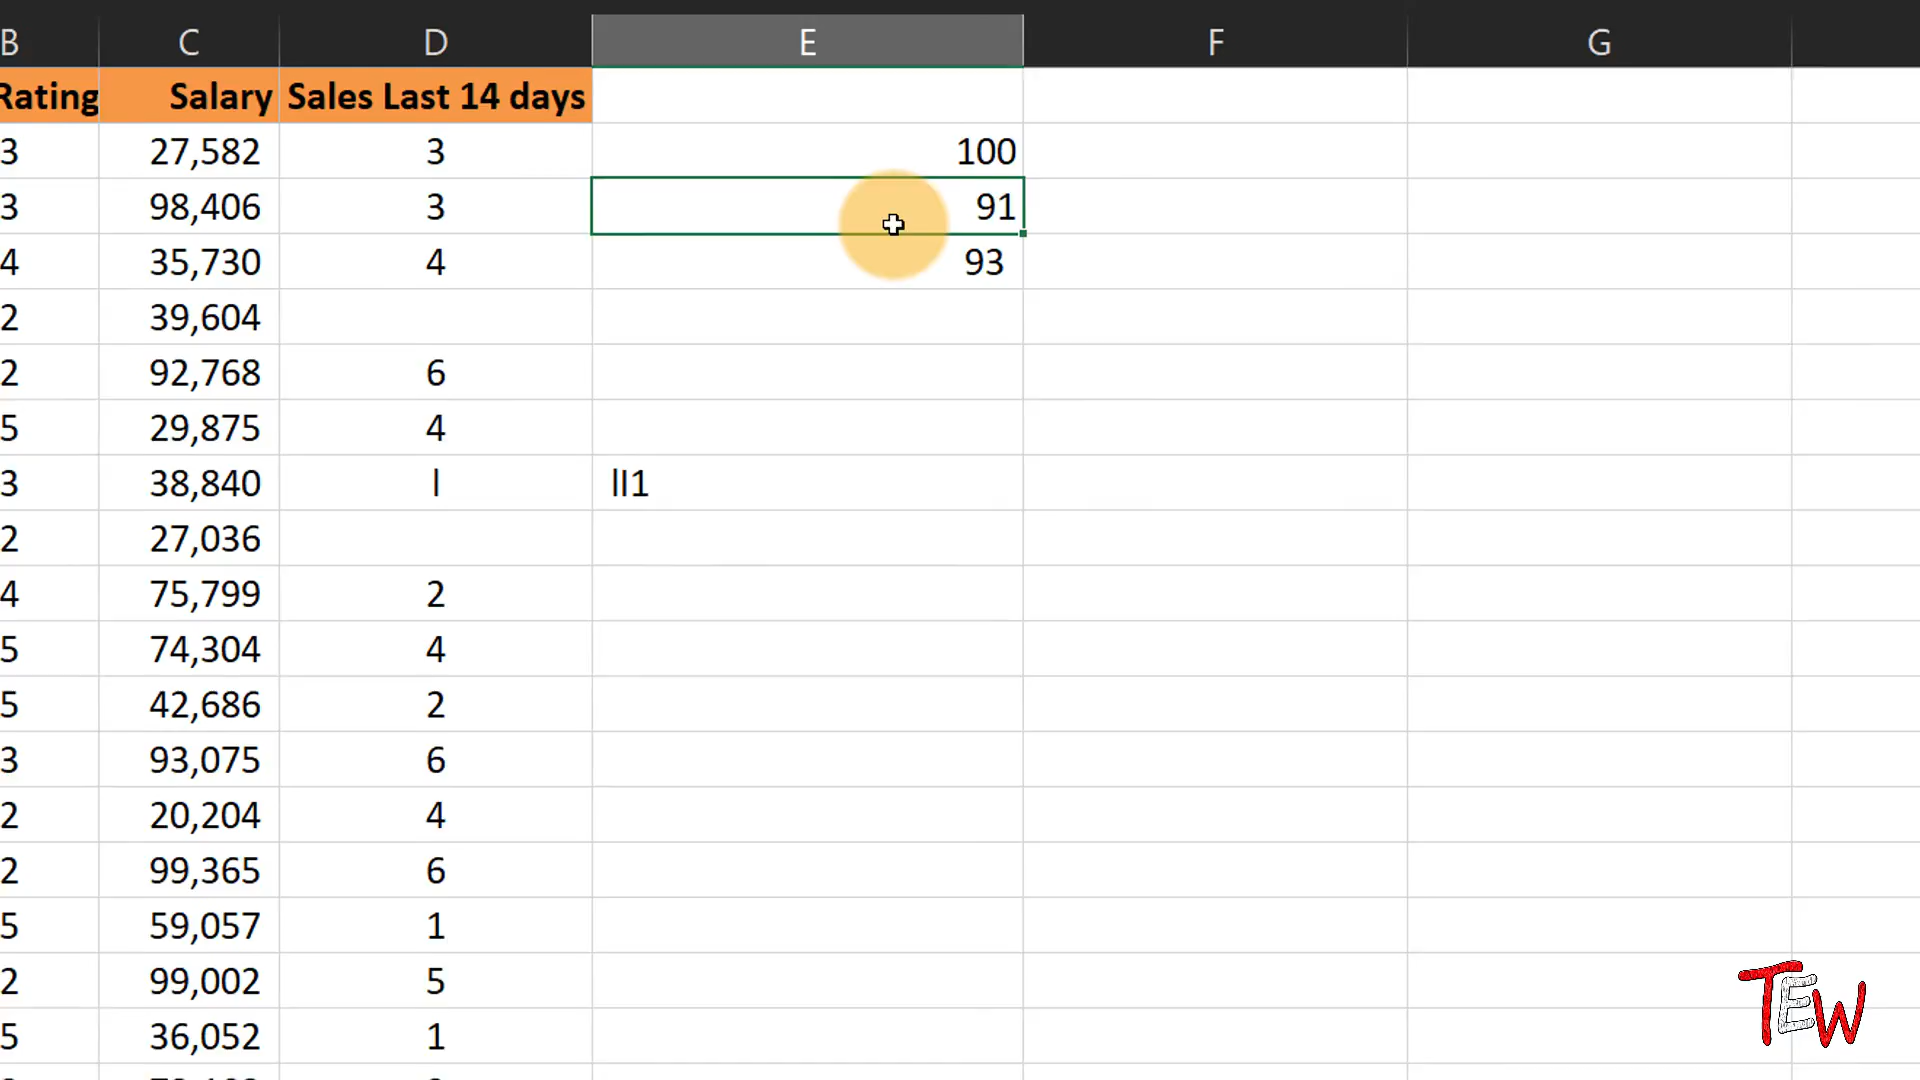 B C D E F G
Rating Salary Sales Last 14 days
3 27,582 3 100
3 98,406 3 91
4 35,730 4 93
2 39,604
2 92,768 6
5 29,875 4
3 38,840 l lI1
2 27,036
4 75,799 2
5 74,304 4
5 42,686 2
3 93,075 6
2 20,204 4
2 99,365 6
5 59,057 1
2 99,002 5
5 36,052 1
TEW